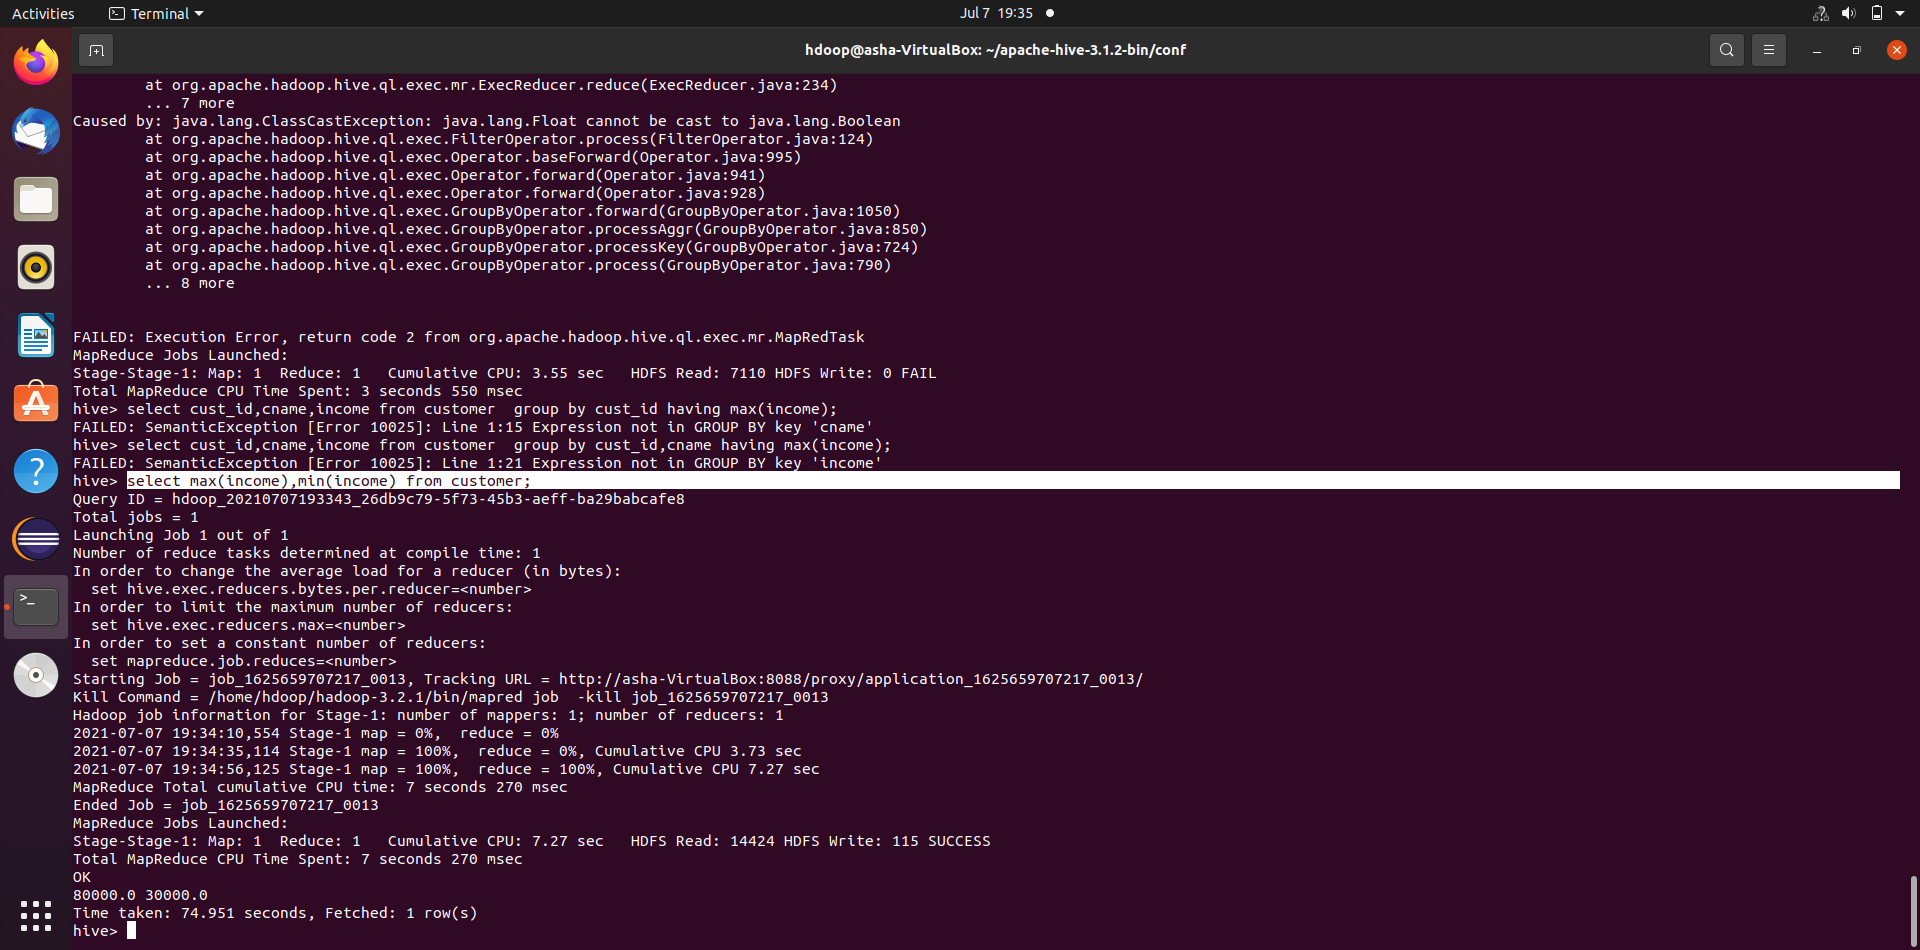 Activities
Terminal
Jul 7 19:35
hdoop@asha-VirtualBox: ~/apache-hive-3.1.2-bin/conf
        at org.apache.hadoop.hive.ql.exec.mr.ExecReducer.reduce(ExecReducer.java:234)
        ... 7 more
Caused by: java.lang.ClassCastException: java.lang.Float cannot be cast to java.lang.Boolean
        at org.apache.hadoop.hive.ql.exec.FilterOperator.process(FilterOperator.java:124)
        at org.apache.hadoop.hive.ql.exec.Operator.baseForward(Operator.java:995)
        at org.apache.hadoop.hive.ql.exec.Operator.forward(Operator.java:941)
        at org.apache.hadoop.hive.ql.exec.Operator.forward(Operator.java:928)
        at org.apache.hadoop.hive.ql.exec.GroupByOperator.forward(GroupByOperator.java:1050)
        at org.apache.hadoop.hive.ql.exec.GroupByOperator.processAggr(GroupByOperator.java:850)
        at org.apache.hadoop.hive.ql.exec.GroupByOperator.processKey(GroupByOperator.java:724)
        at org.apache.hadoop.hive.ql.exec.GroupByOperator.process(GroupByOperator.java:790)
        ... 8 more
FAILED: Execution Error, return code 2 from org.apache.hadoop.hive.ql.exec.mr.MapRedTask
MapReduce Jobs Launched:
Stage-Stage-1: Map: 1  Reduce: 1   Cumulative CPU: 3.55 sec   HDFS Read: 7110 HDFS Write: 0 FAIL
Total MapReduce CPU Time Spent: 3 seconds 550 msec
hive> select cust_id,cname,income from customer  group by cust_id having max(income);
FAILED: SemanticException [Error 10025]: Line 1:15 Expression not in GROUP BY key 'cname'
hive> select cust_id,cname,income from customer  group by cust_id,cname having max(income);
FAILED: SemanticException [Error 10025]: Line 1:21 Expression not in GROUP BY key 'income'
hive> select max(income),min(income) from customer;
Query ID = hdoop_20210707193343_26db9c79-5f73-45b3-aeff-ba29babcafe8
Total jobs = 1
Launching Job 1 out of 1
Number of reduce tasks determined at compile time: 1
In order to change the average load for a reducer (in bytes):
  set hive.exec.reducers.bytes.per.reducer=<number>
In order to limit the maximum number of reducers:
  set hive.exec.reducers.max=<number>
In order to set a constant number of reducers:
  set mapreduce.job.reduces=<number>
Starting Job = job_1625659707217_0013, Tracking URL = http://asha-VirtualBox:8088/proxy/application_1625659707217_0013/
Kill Command = /home/hdoop/hadoop-3.2.1/bin/mapred job  -kill job_1625659707217_0013
Hadoop job information for Stage-1: number of mappers: 1; number of reducers: 1
2021-07-07 19:34:10,554 Stage-1 map = 0%,  reduce = 0%
2021-07-07 19:34:35,114 Stage-1 map = 100%,  reduce = 0%, Cumulative CPU 3.73 sec
2021-07-07 19:34:56,125 Stage-1 map = 100%,  reduce = 100%, Cumulative CPU 7.27 sec
MapReduce Total cumulative CPU time: 7 seconds 270 msec
Ended Job = job_1625659707217_0013
MapReduce Jobs Launched:
Stage-Stage-1: Map: 1  Reduce: 1   Cumulative CPU: 7.27 sec   HDFS Read: 14424 HDFS Write: 115 SUCCESS
Total MapReduce CPU Time Spent: 7 seconds 270 msec
OK
80000.0 30000.0
Time taken: 74.951 seconds, Fetched: 1 row(s)
hive>